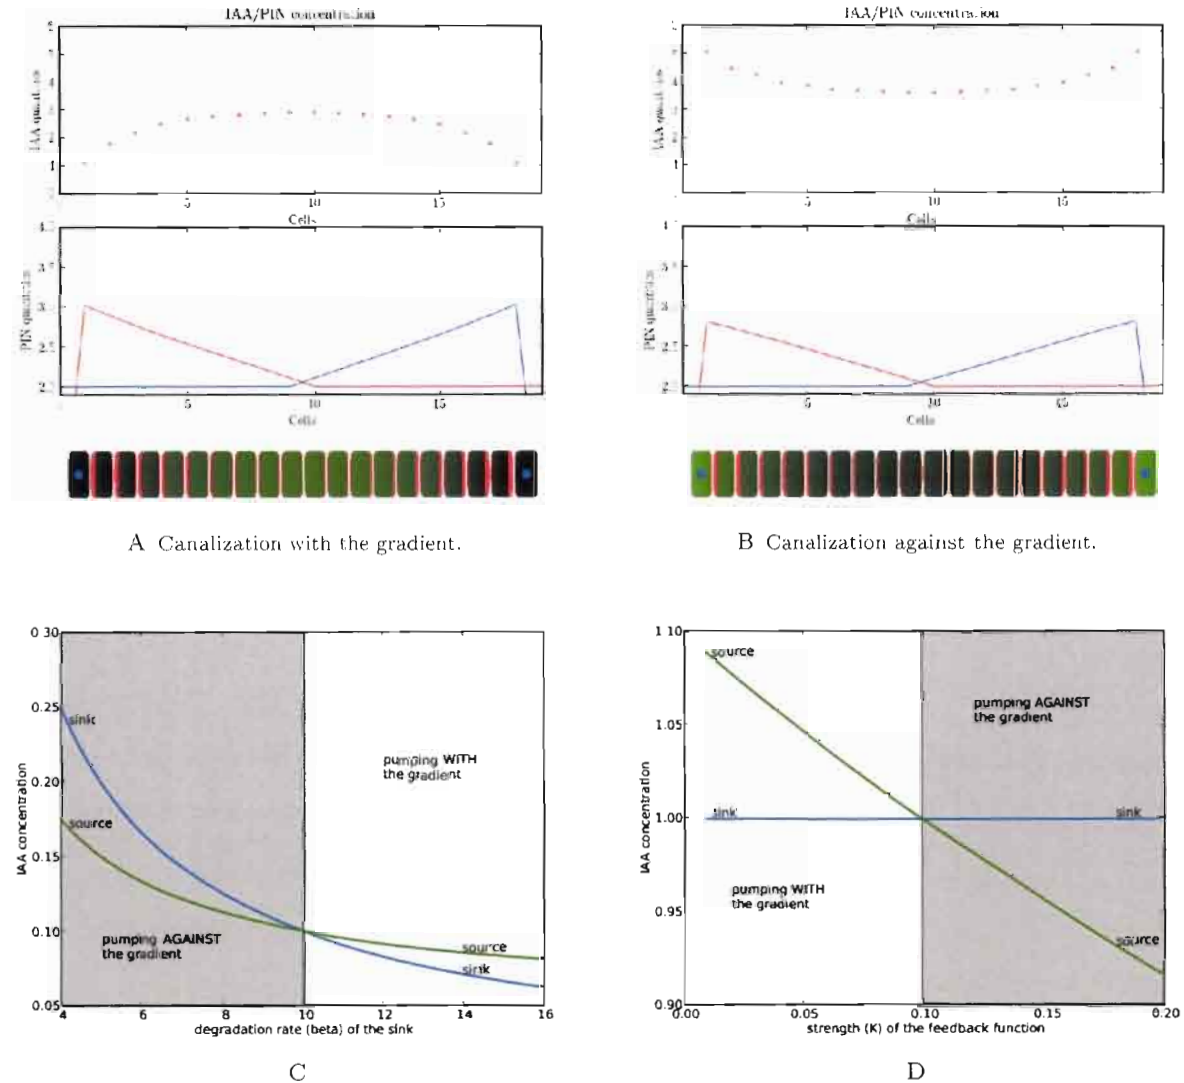 IAA/PIN concentration
IAA/PIN concentration
IAA quantities
1
5
10
15
Cells
IAA quantities
1
5
10
15
Cells
PIN quantities
5
10
15
Cells
PIN quantities
5
10
15
Cells
A Canalization with the gradient.
B Canalization against the gradient.
0.30
0.25
0.20
0.15
0.10
0.05
IAA concentration
sink
source
pumping WITH
the gradient
pumping AGAINST
the gradient
source
sink
4 6 8 10 12 14 16
degradation rate (beta) of the sink
C
1.10
1.05
1.00
0.95
0.90
IAA concentration
source
pumping AGAINST
the gradient
sink
sink
pumping WITH
the gradient
source
0.00 0.05 0.10 0.15 0.20
strength (K) of the feedback function
D